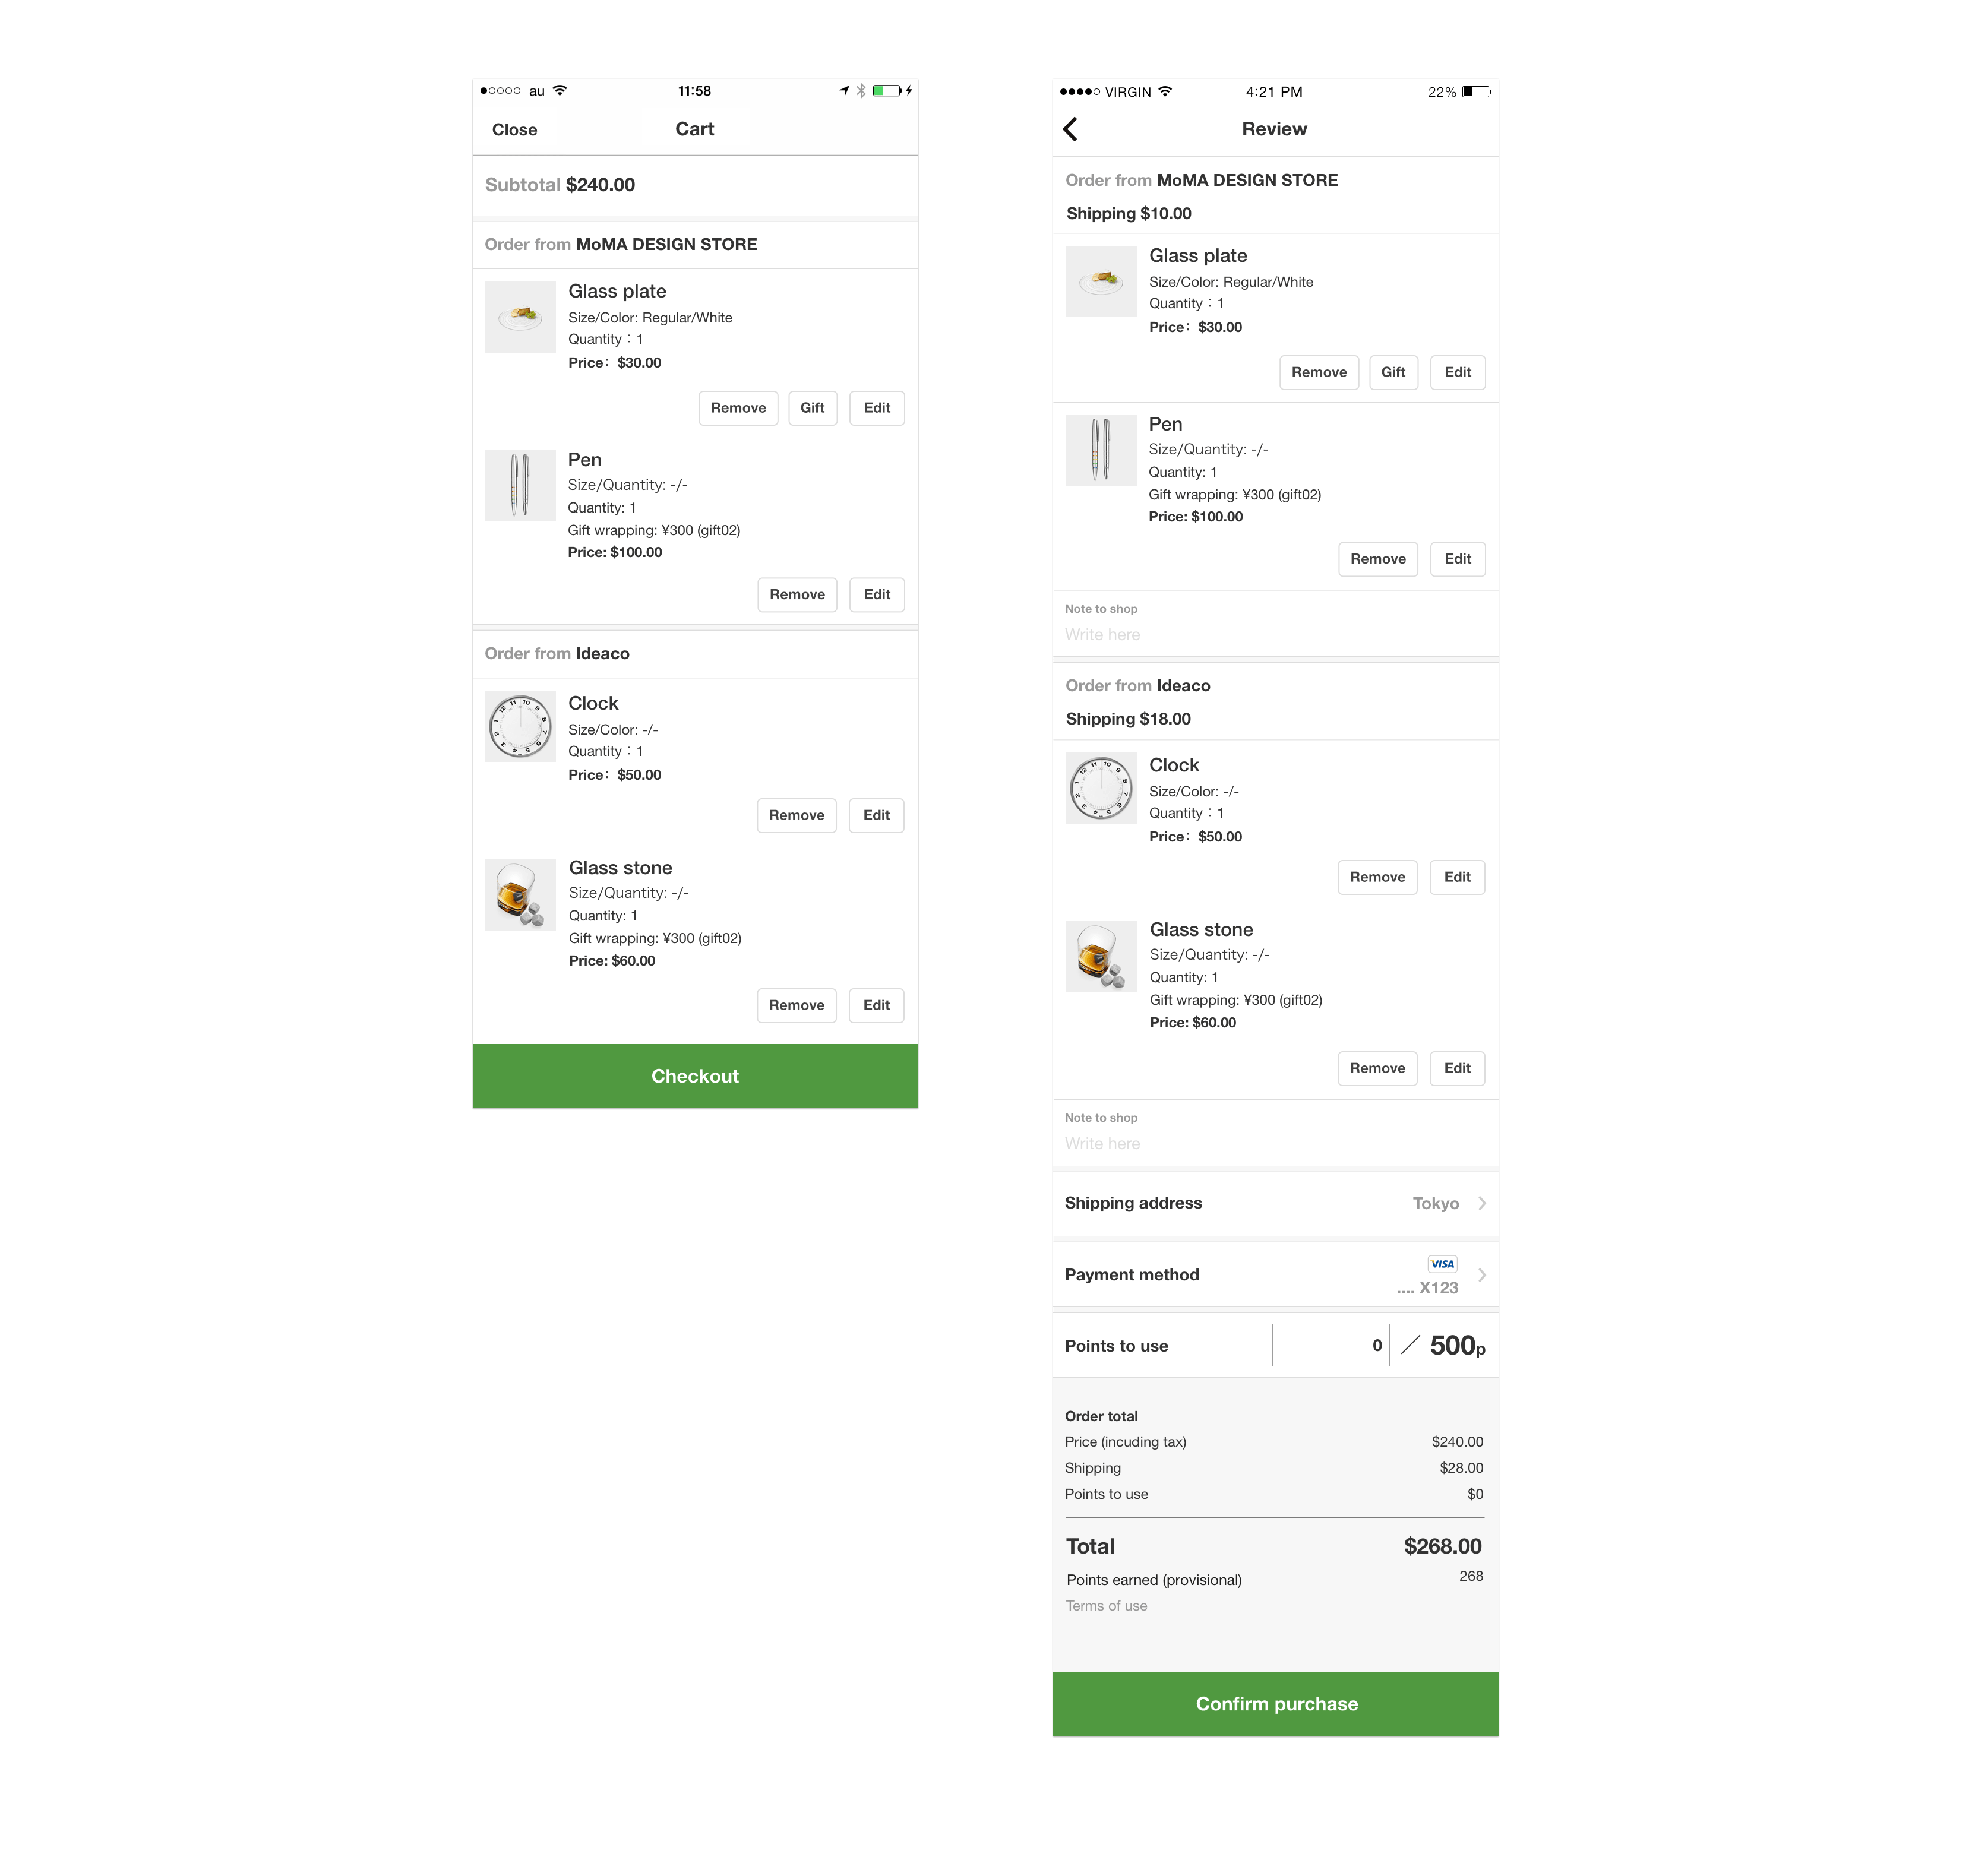 au 11:58
Close Cart
Subtotal $240.00
Order from MoMA DESIGN STORE
Glass plate
Size/Color: Regular/White
Quantity：1
Price： $30.00
Remove Gift Edit
Pen
Size/Quantity: -/-
Quantity: 1
Gift wrapping: ¥300 (gift02)
Price: $100.00
Remove Edit
Order from Ideaco
Clock
Size/Color: -/-
Quantity：1
Price： $50.00
Remove Edit
Glass stone
Size/Quantity: -/-
Quantity: 1
Gift wrapping: ¥300 (gift02)
Price: $60.00
Remove Edit
Checkout
VIRGIN 4:21 PM 22%
Review
Order from MoMA DESIGN STORE
Shipping $10.00
Glass plate
Size/Color: Regular/White
Quantity：1
Price： $30.00
Remove Gift Edit
Pen
Size/Quantity: -/-
Quantity: 1
Gift wrapping: ¥300 (gift02)
Price: $100.00
Remove Edit
Note to shop
Write here
Order from Ideaco
Shipping $18.00
Clock
Size/Color: -/-
Quantity：1
Price： $50.00
Remove Edit
Glass stone
Size/Quantity: -/-
Quantity: 1
Gift wrapping: ¥300 (gift02)
Price: $60.00
Remove Edit
Note to shop
Write here
Shipping address Tokyo
Payment method VISA
.... X123
Points to use 0 ／ 500p
Order total
Price (incuding tax) $240.00
Shipping $28.00
Points to use $0
Total $268.00
Points earned (provisional) 268
Terms of use
Confirm purchase